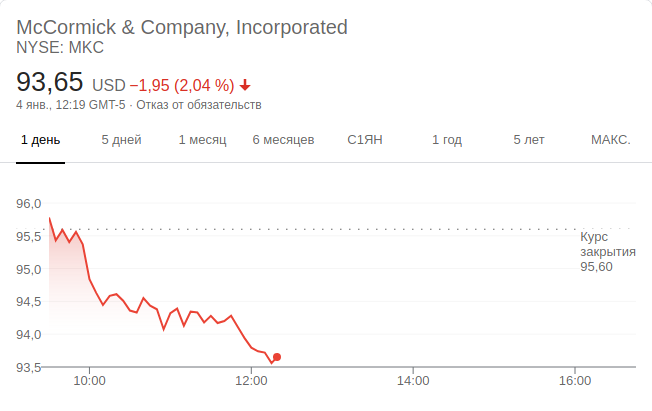 McCormick & Company, Incorporated
NYSE: MKC
93,65 USD −1,95 (2,04 %)
4 янв., 12:19 GMT-5 · Отказ от обязательств
1 день 5 дней 1 месяц 6 месяцев С1ЯН 1 год 5 лет МАКС.
96,0
95,5
95,0
94,5
94,0
93,5
Курс
закрытия
95,60
10:00 12:00 14:00 16:00